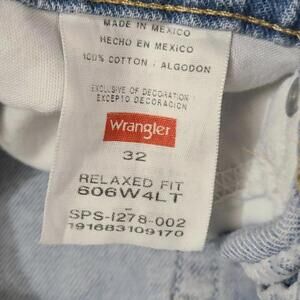 MADE IN MEXICO
HECHO EN MEXICO
100% COTTON / ALGODON
EXCLUSIVE OF DECORATION
EXCEPTO DECORACION
Wrangler
32
RELAXED FIT
606W4LT
-
SPS-1278-002
191683109170